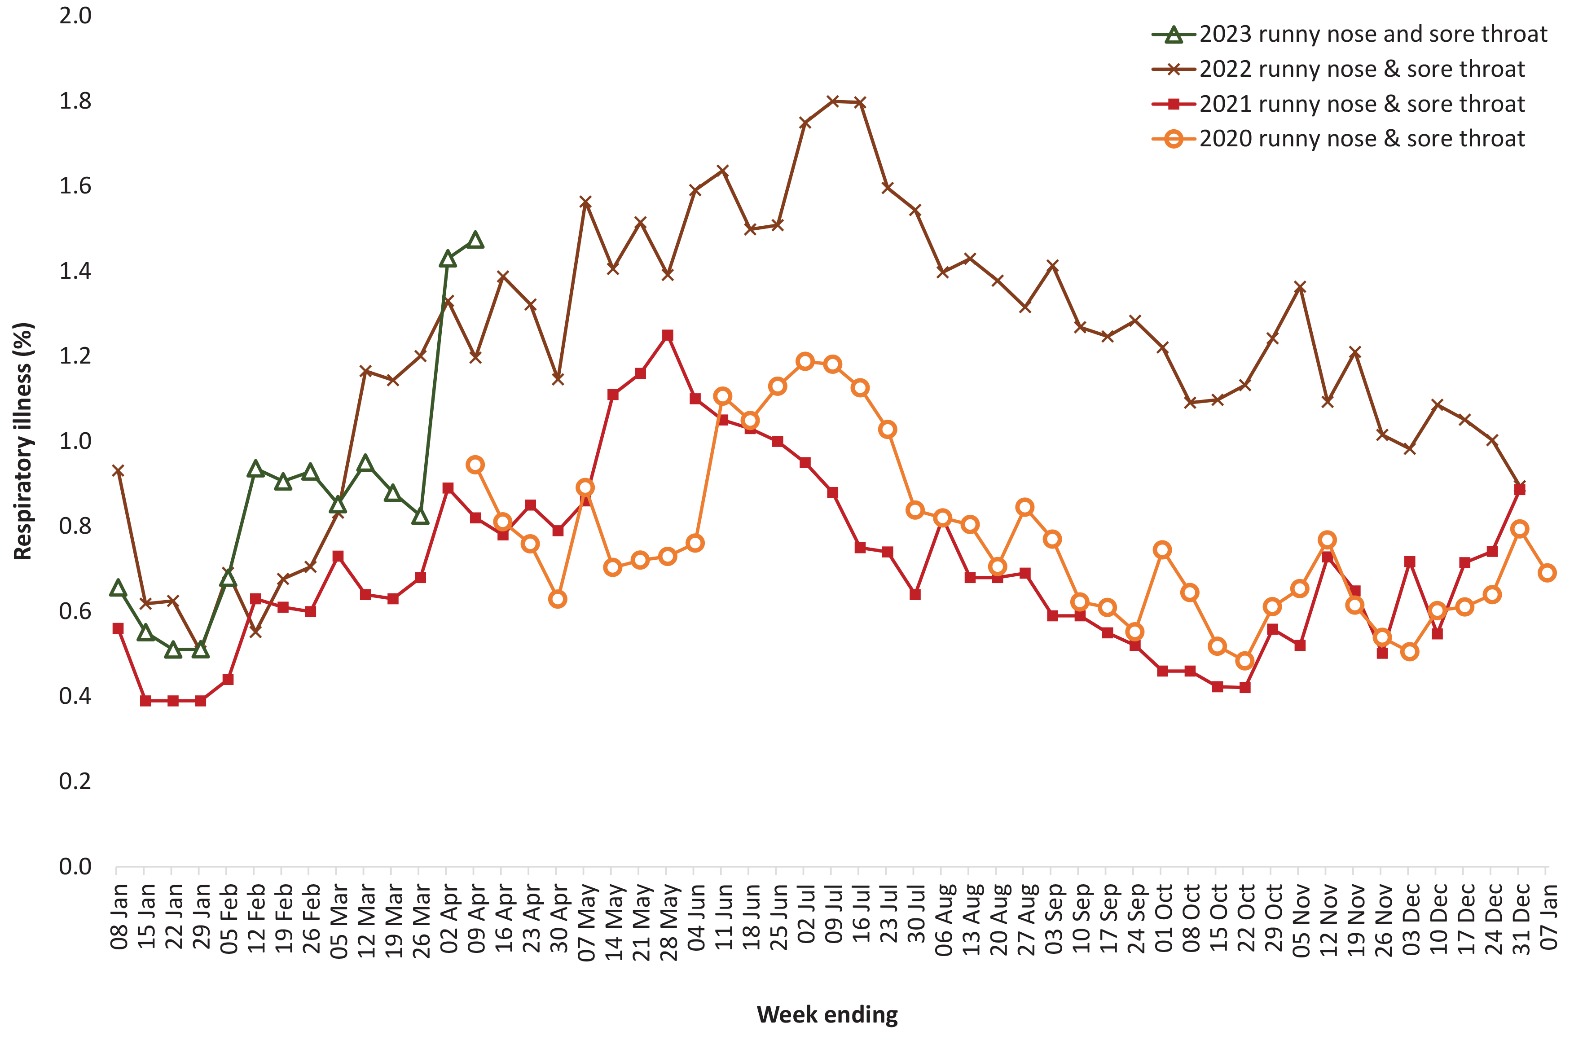 2.0
1.8
1.6
1.4
1.2
1.0
0.8
0.6
0.4
0.2
0.0
Respiratory illness (%)
2023 runny nose and sore throat
2022 runny nose & sore throat
2021 runny nose & sore throat
2020 runny nose & sore throat
08 Jan
15 Jan
22 Jan
29 Jan
05 Feb
12 Feb
19 Feb
26 Feb
05 Mar
12 Mar
19 Mar
26 Mar
02 Apr
09 Apr
16 Apr
23 Apr
30 Apr
07 May
14 May
21 May
28 May
04 Jun
11 Jun
18 Jun
25 Jun
02 Jul
09 Jul
16 Jul
23 Jul
30 Jul
06 Aug
13 Aug
20 Aug
27 Aug
03 Sep
10 Sep
17 Sep
24 Sep
01 Oct
08 Oct
15 Oct
22 Oct
29 Oct
05 Nov
12 Nov
19 Nov
26 Nov
03 Dec
10 Dec
17 Dec
24 Dec
31 Dec
07 Jan
Week ending